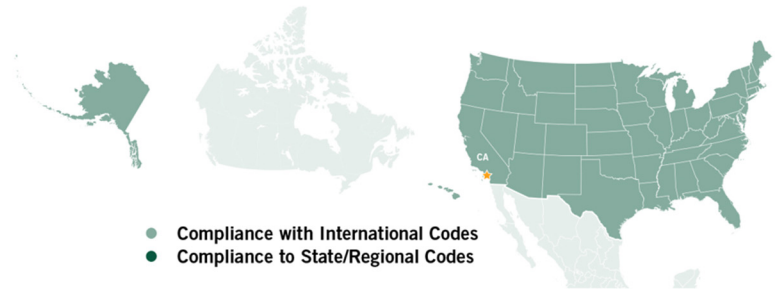 CA
Compliance with International Codes
Compliance to State/Regional Codes